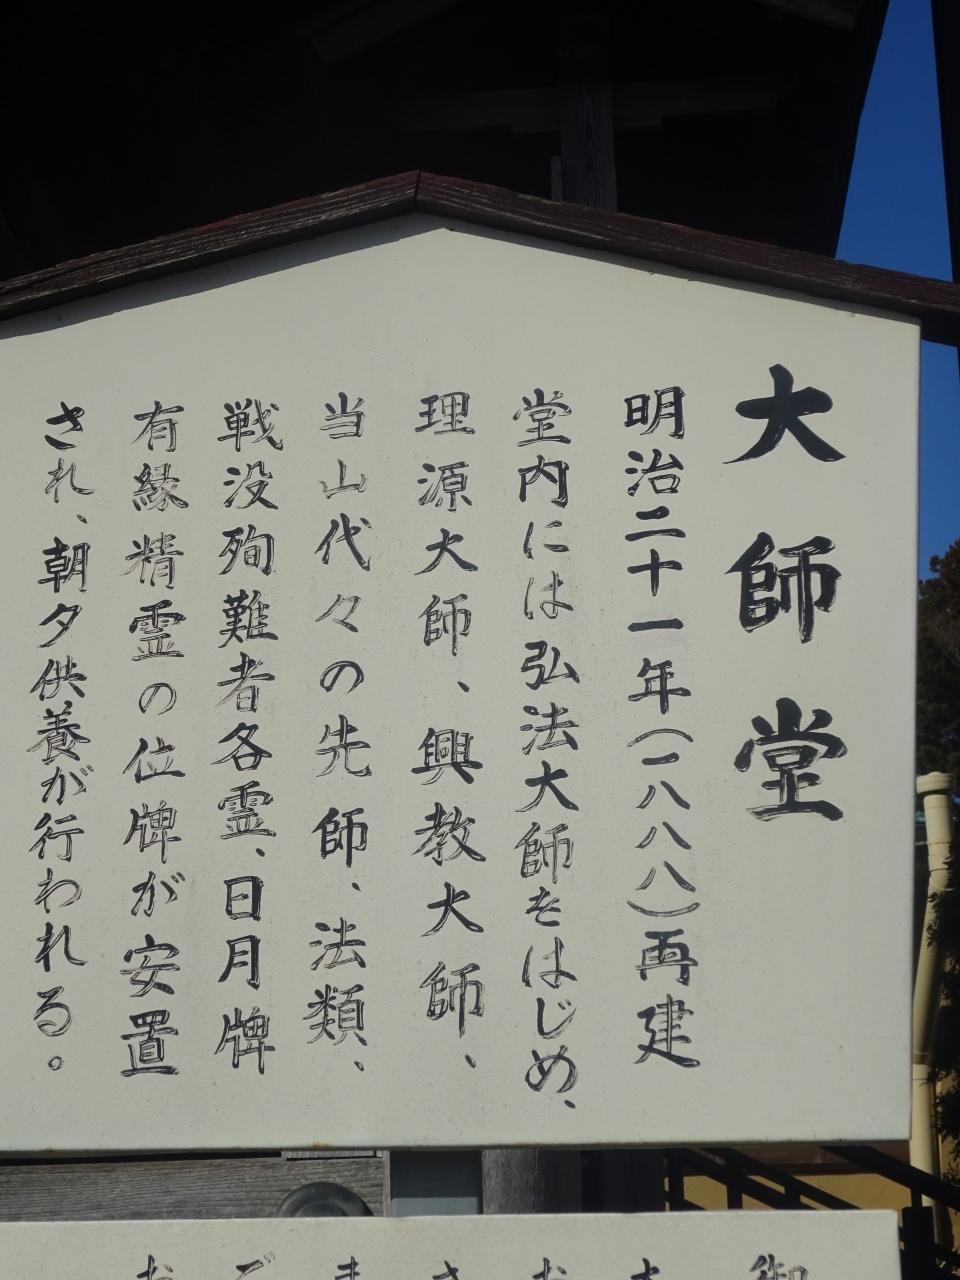 大師堂
明治二十一年(一八八八)再建
堂内には弘法大師をはじめ、
理源大師、興教大師、
当山代々の先師、法類、
戦没殉難者各霊、日月牌
有縁精霊の位牌が安置
され、朝夕供養が行われる。